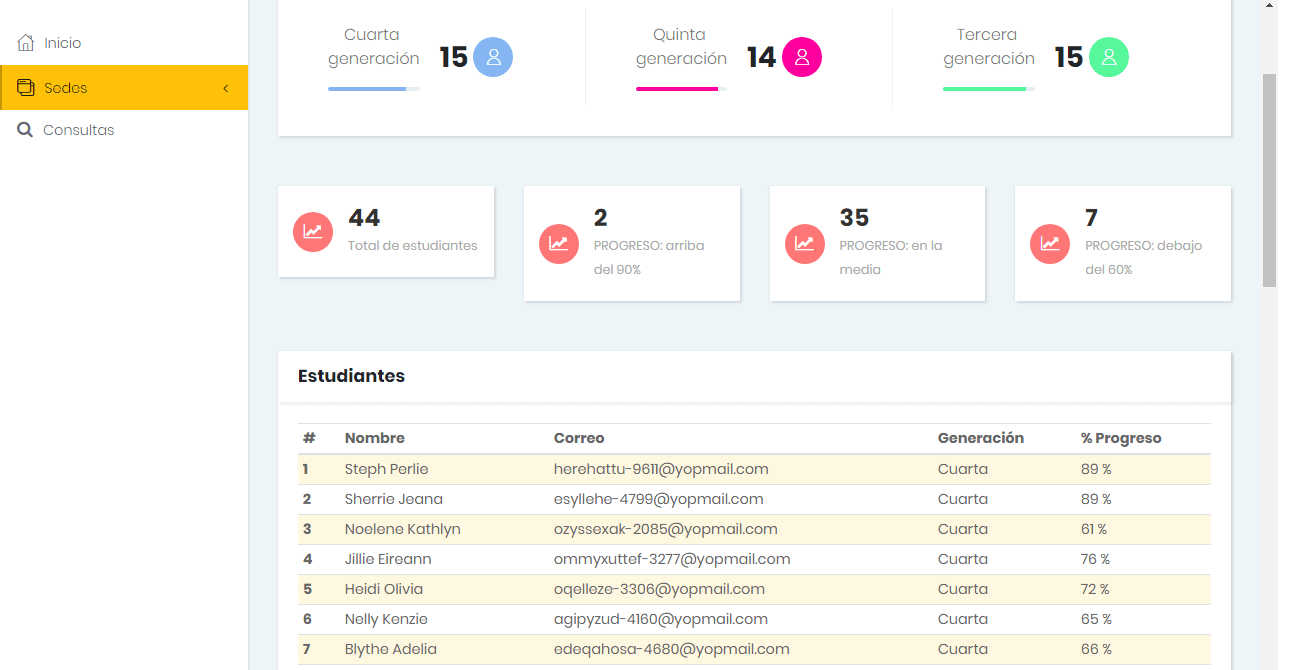 Inicio
Sedes
Consultas
Cuarta
generación
15
Quinta
generación
14
Tercera
generación
15
44
Total de estudiantes
2
PROGRESO: arriba
del 90%
35
PROGRESO: en la
media
7
PROGRESO: debajo
del 60%
Estudiantes
# Nombre Correo Generación % Progreso
1 Steph Perlie herehattu-9611@yopmail.com Cuarta 89 %
2 Sherrie Jeana esyllehe-4799@yopmail.com Cuarta 89 %
3 Noelene Kathlyn ozyssexak-2085@yopmail.com Cuarta 61 %
4 Jillie Eireann ommyxuttef-3277@yopmail.com Cuarta 76 %
5 Heidi Olivia oqelleze-3306@yopmail.com Cuarta 72 %
6 Nelly Kenzie agipyzud-4160@yopmail.com Cuarta 65 %
7 Blythe Adelia edeqahosa-4680@yopmail.com Cuarta 66 %